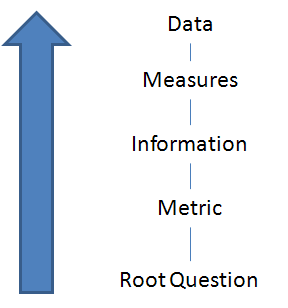 Data
Measures
Information
Metric
Root Question